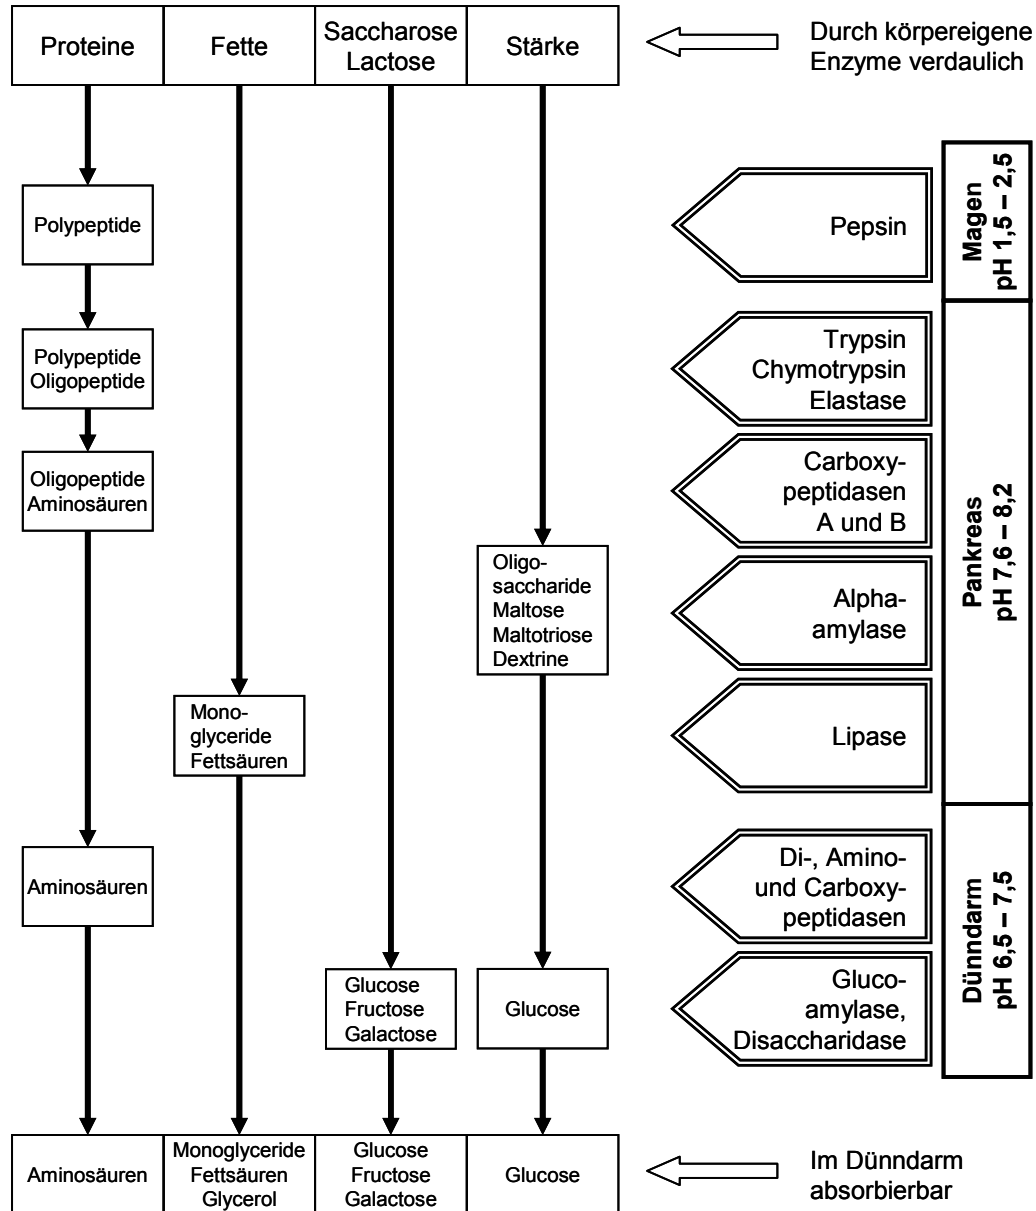 Proteine
Fette
Saccharose
Lactose
Stärke
Durch körpereigene
Enzyme verdaulich
Polypeptide
Pepsin
Magen
pH 1,5 – 2,5
Polypeptide
Oligopeptide
Trypsin
Chymotrypsin
Elastase
Oligopeptide
Aminosäuren
Carboxy-
peptidasen
A und B
Pankreas
pH 7,6 – 8,2
Oligo-
saccharide
Maltose
Maltotriose
Dextrine
Alpha-
amylase
Mono-
glyceride
Fettsäuren
Lipase
Aminosäuren
Di-, Amino-
und Carboxy-
peptidasen
Dünndarm
pH 6,5 – 7,5
Glucose
Fructose
Galactose
Glucose
Gluco-
amylase,
Disaccharidase
Aminosäuren
Monoglyceride
Fettsäuren
Glycerol
Glucose
Fructose
Galactose
Glucose
Im Dünndarm
absorbierbar